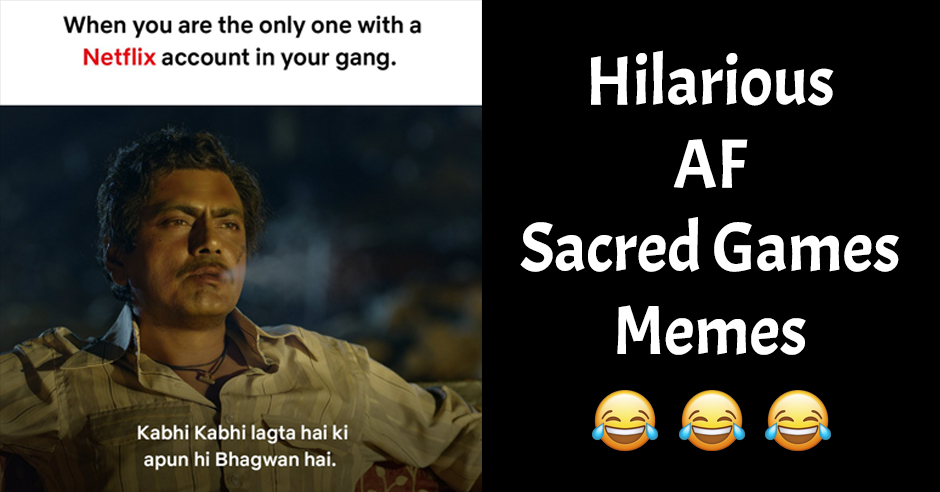 When you are the only one with a
Netflix account in your gang.
Kabhi Kabhi lagta hai ki
apun hi Bhagwan hai.
Hilarious
AF
Sacred Games
Memes
😂 😂 😂